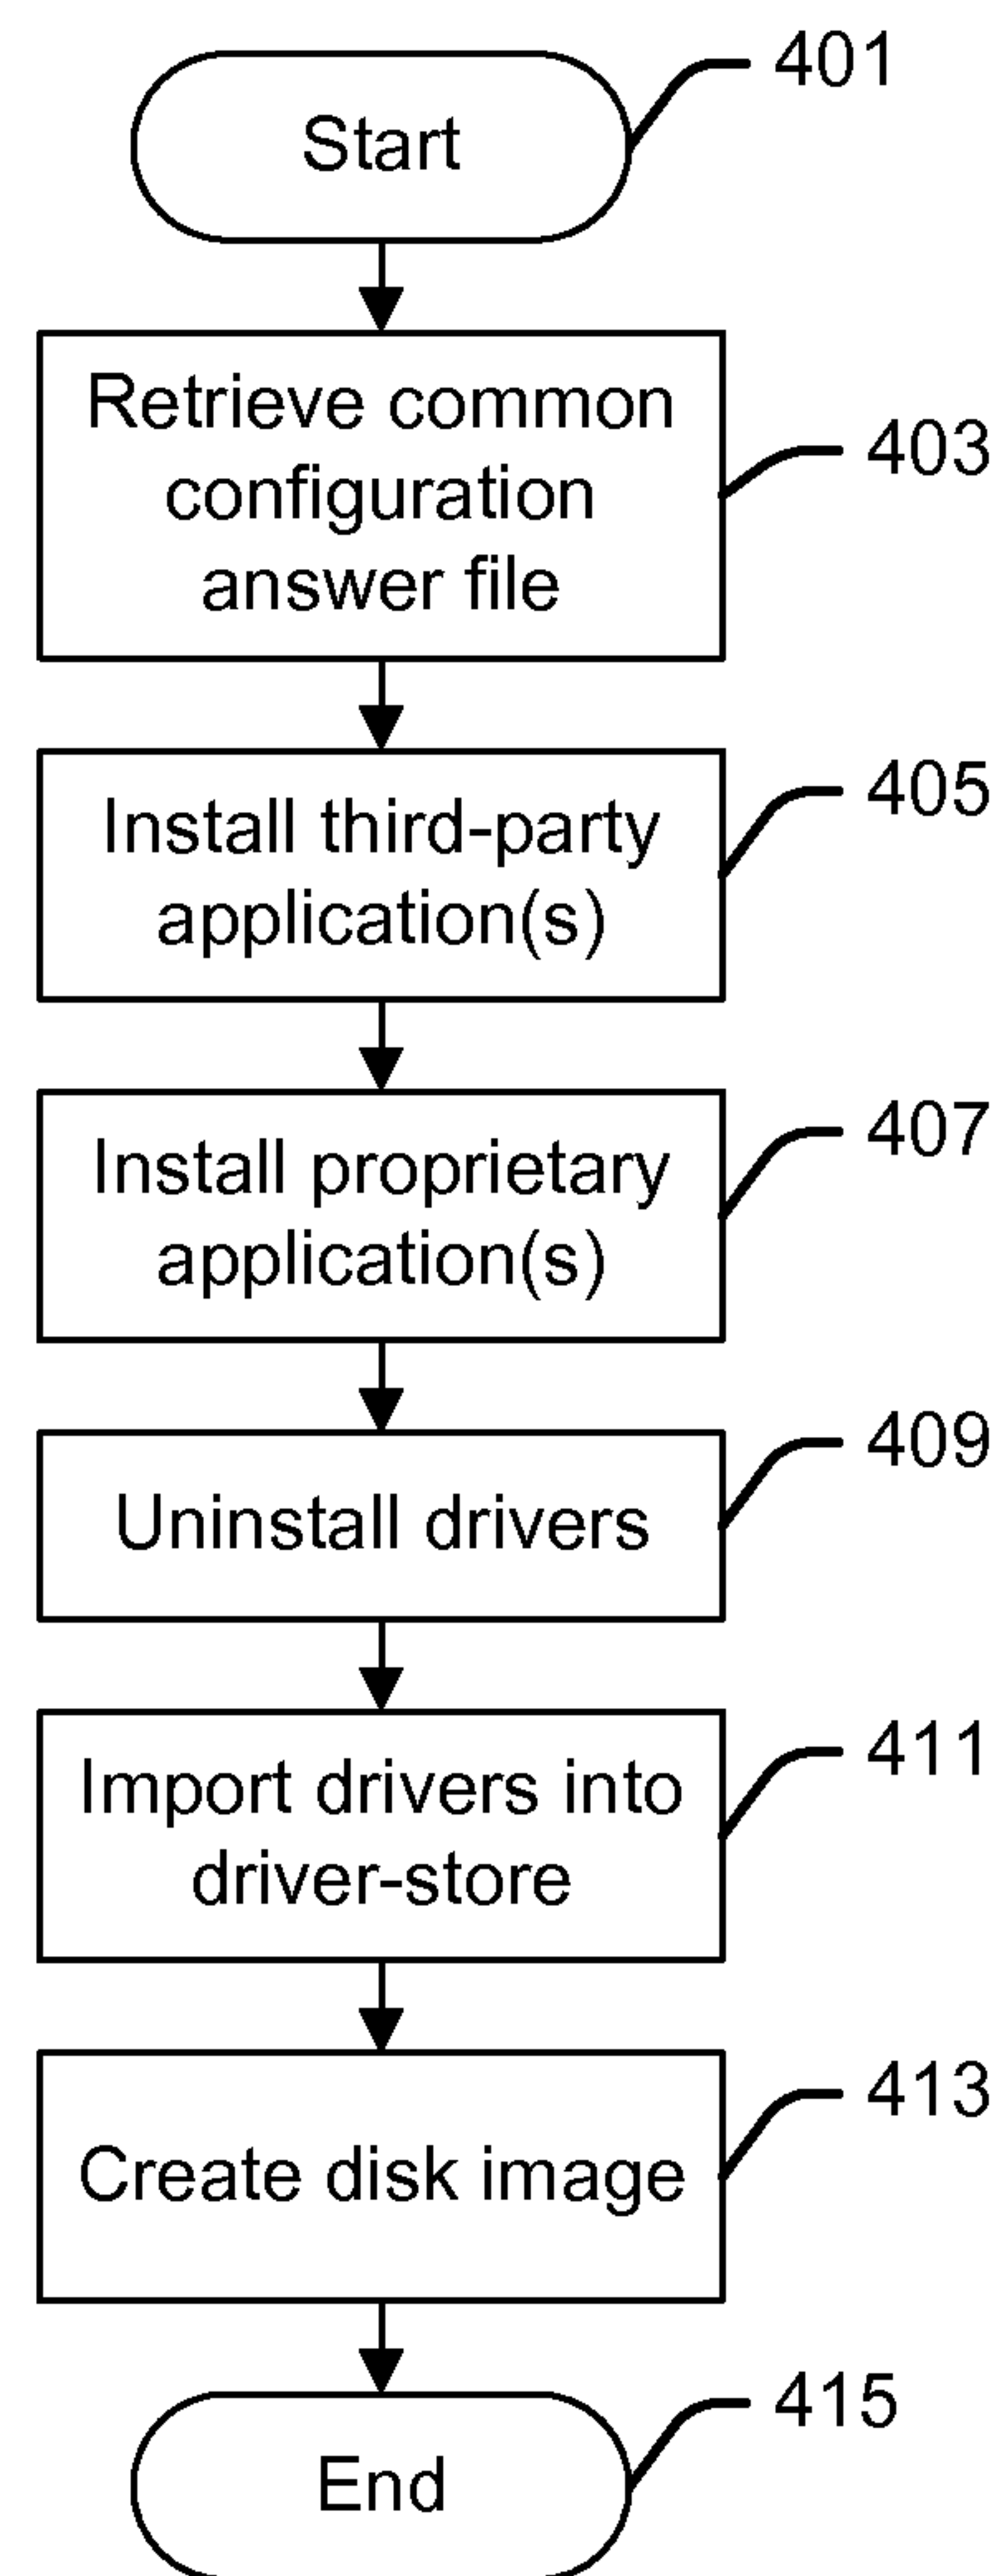 401
Start
Retrieve common
configuration
answer file
403
Install third-party
application(s)
405
Install proprietary
application(s)
407
Uninstall drivers
409
Import drivers into
driver-store
411
Create disk image
413
End
415